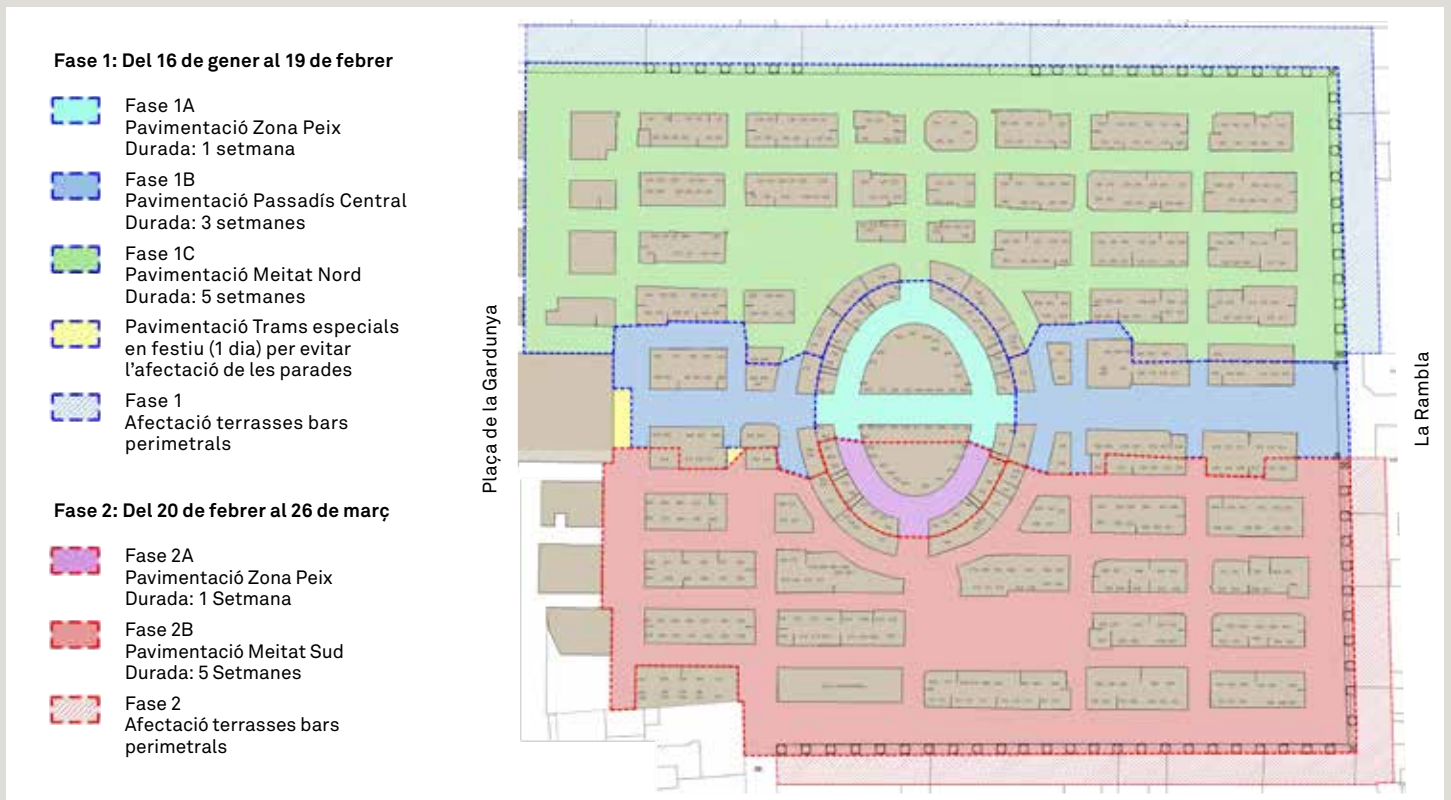 Fase 1: Del 16 de gener al 19 de febrer
Fase 1A
Pavimentació Zona Peix
Durada: 1 setmana
Fase 1B
Pavimentació Passadís Central
Durada: 3 setmanes
Fase 1C
Pavimentació Meitat Nord
Durada: 5 setmanes
Pavimentació Trams especials
en festiu (1 dia) per evitar
l’afectació de les parades
Fase 1
Afectació terrasses bars
perimetrals
Fase 2: Del 20 de febrer al 26 de març
Fase 2A
Pavimentació Zona Peix
Durada: 1 Setmana
Fase 2B
Pavimentació Meitat Sud
Durada: 5 Setmanes
Fase 2
Afectació terrasses bars
perimetrals
Plaça de la Gardunya
La Rambla